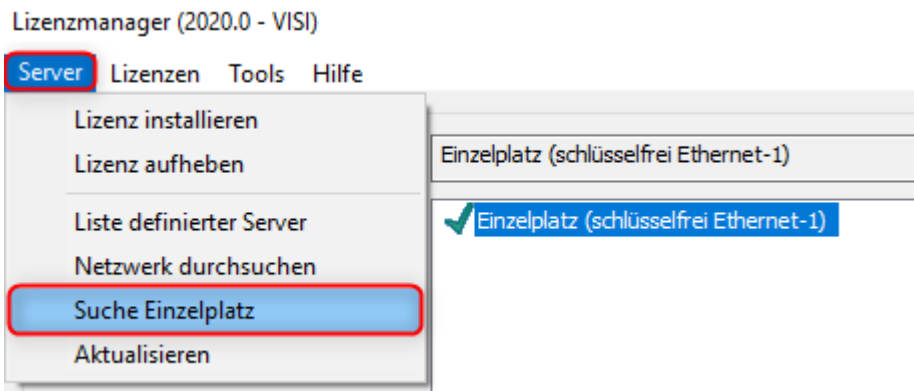 Lizenzmanager (2020.0 - VISI)
Server Lizenzen Tools Hilfe
Lizenz installieren
Lizenz aufheben
Liste definierter Server
Netzwerk durchsuchen
Suche Einzelplatz
Aktualisieren
Einzelplatz (schlüsselfrei Ethernet-1)
Einzelplatz (schlüsselfrei Ethernet-1)